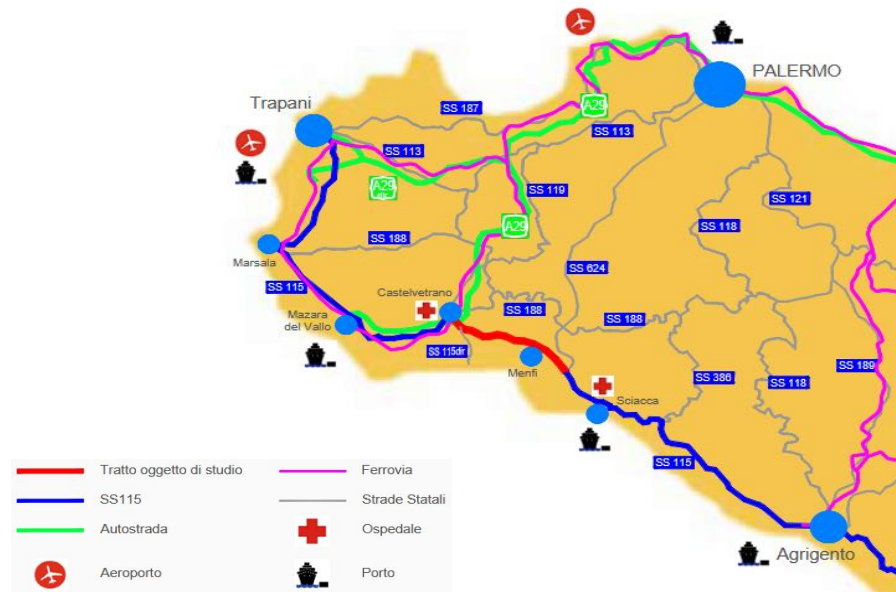 PALERMO
Trapani
SS 187
A29
SS 113
SS 113
A29
dir
SS 119
SS 121
SS 118
A29
SS 188
Marsala
SS 624
SS 115
Castelvetrano
SS 188
SS 188
Mazara
del Vallo
SS 115dir
Menfi
SS 189
SS 386
SS 118
Sciacca
SS 115
Agrigento
Tratto oggetto di studio
Ferrovia
SS115
Strade Statali
Autostrada
Ospedale
Aeroporto
Porto